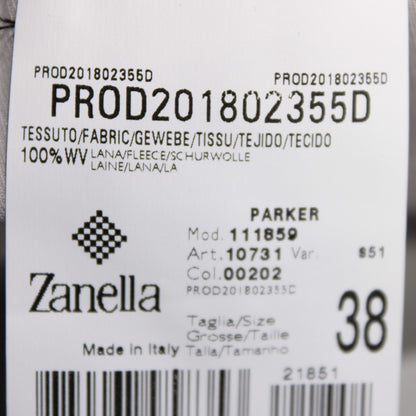 PROD201802355D PROD201802355D
PROD201802355D
TESSUTO/FABRIC/GEWEBE/TISSU/TEJIDO/TECIDO
100% WV LANA/FLEECE/SCHURWOLLE
LAINE/LANA/LA
PARKER
Mod. 111859
Art. 10731 Var. S51
Col. 00202
PROD201802355D
Zanella
Taglia/Size
Grosse/Taille
Talla/Tamanho
38
Made in Italy
21851